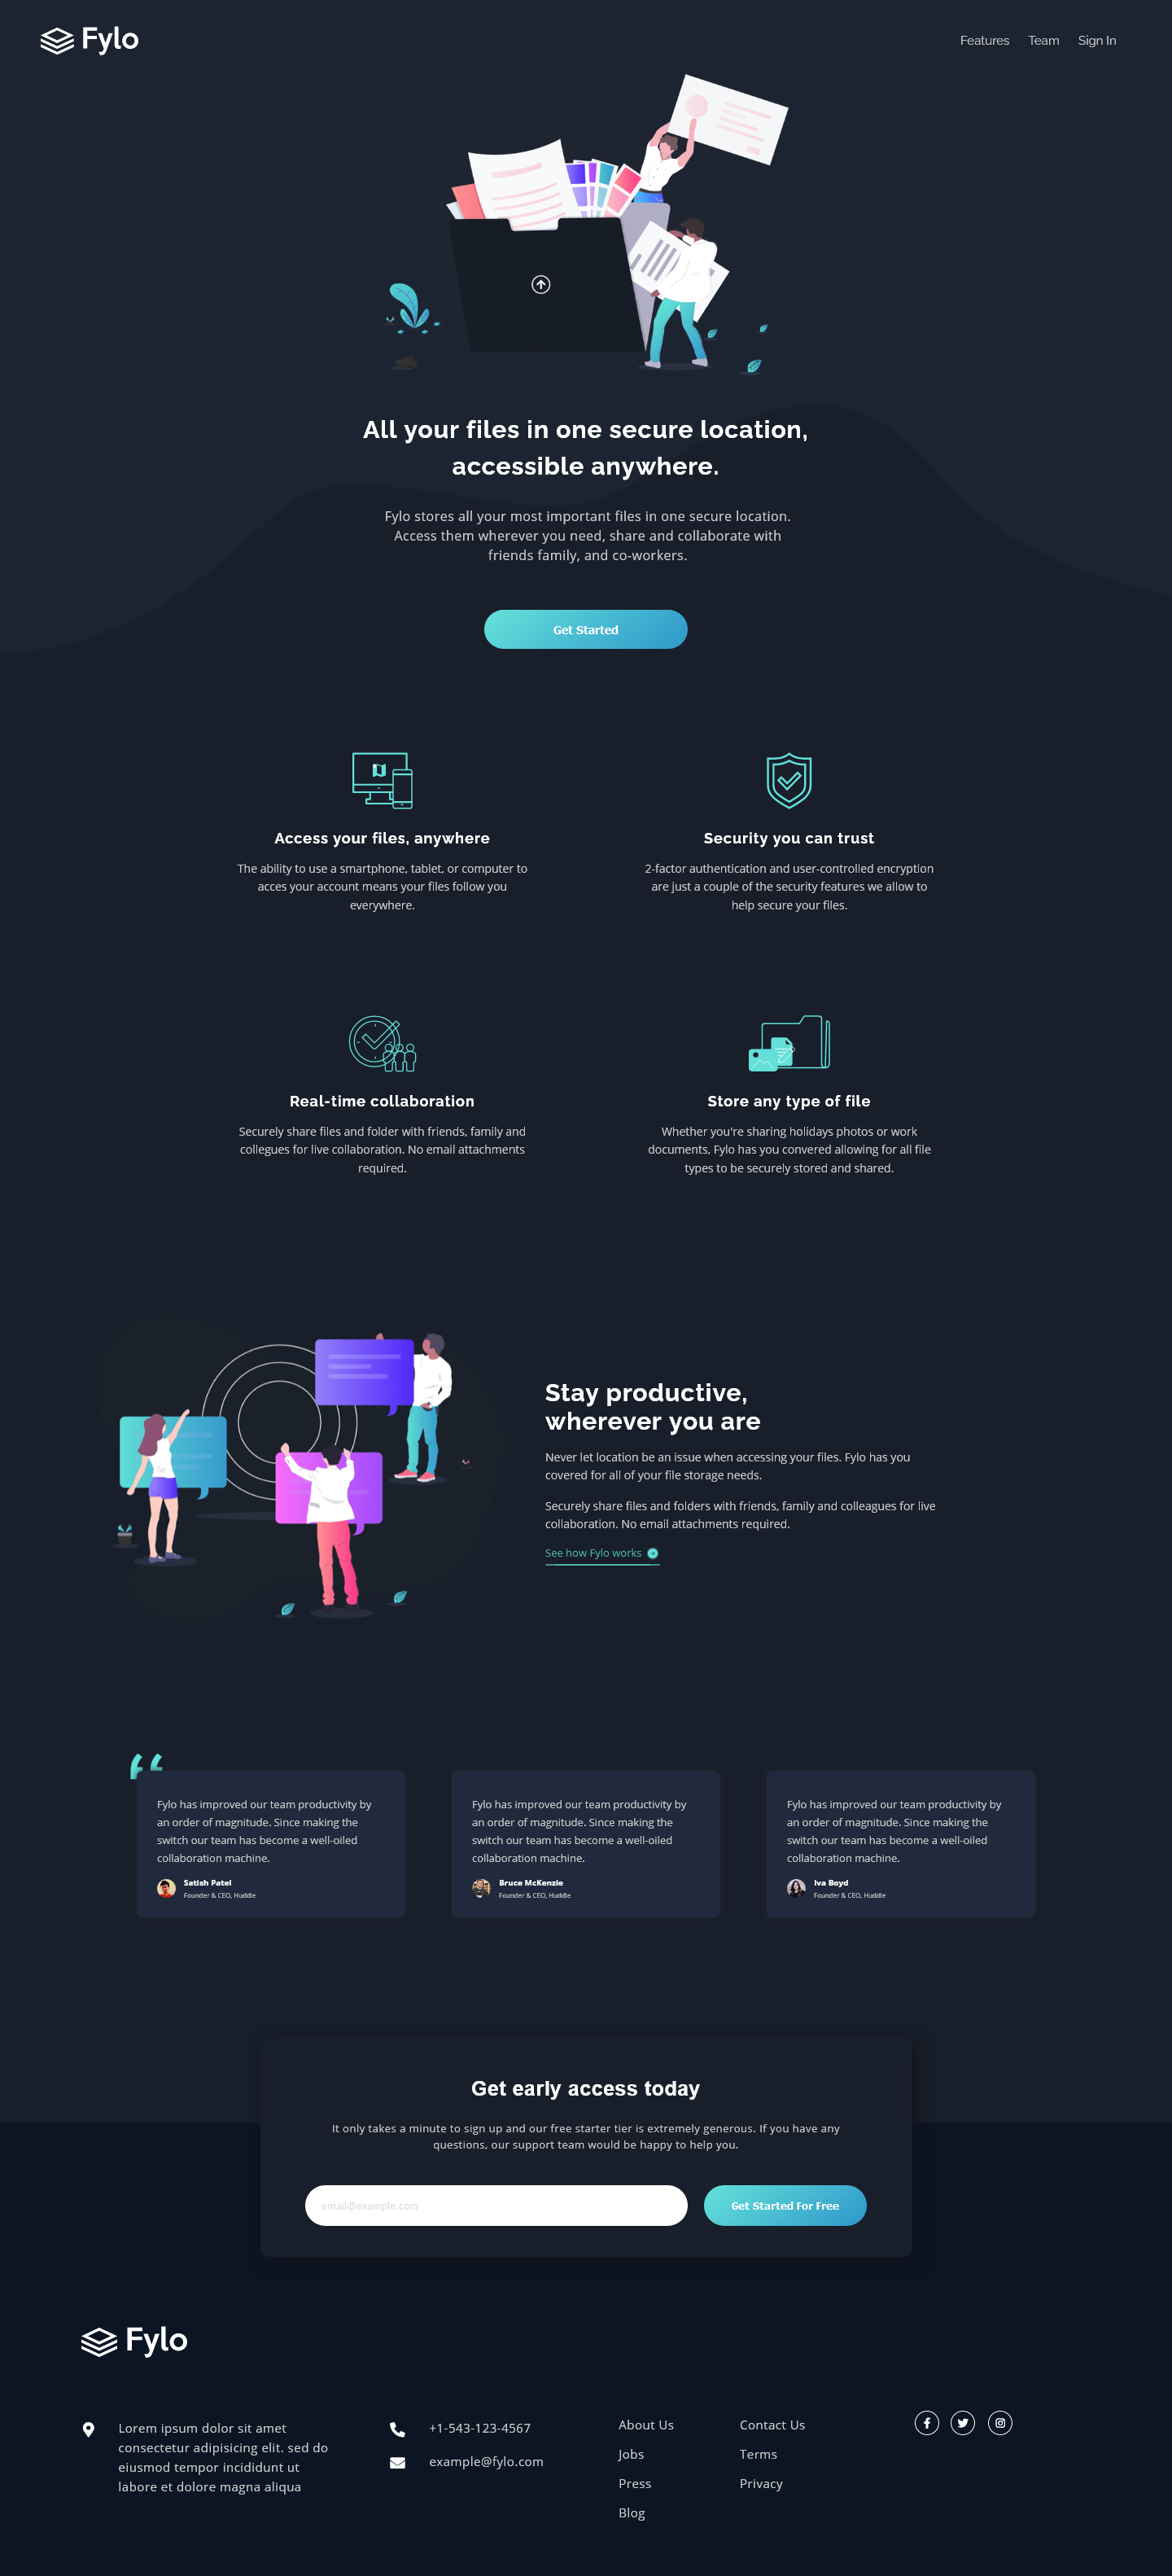 Fylo
Features Team Sign In
All your files in one secure location,
accessible anywhere.
Fylo stores all your most important files in one secure location.
Access them wherever you need, share and collaborate with
friends family, and co-workers.
Get Started
Access your files, anywhere
The ability to use a smartphone, tablet, or computer to
acces your account means your files follow you
everywhere.
Security you can trust
2-factor authentication and user-controlled encryption
are just a couple of the security features we allow to
help secure your files.
Real-time collaboration
Securely share files and folder with friends, family and
collegues for live collaboration. No email attachments
required.
Store any type of file
Whether you're sharing holidays photos or work
documents, Fylo has you convered allowing for all file
types to be securely stored and shared.
Stay productive,
wherever you are
Never let location be an issue when accessing your files. Fylo has you
covered for all of your file storage needs.
Securely share files and folders with friends, family and colleagues for live
collaboration. No email attachments required.
See how Fylo works
“
Fylo has improved our team productivity by
an order of magnitude. Since making the
switch our team has become a well-oiled
collaboration machine.
Satish Patel
Founder & CEO, Huddle
Fylo has improved our team productivity by
an order of magnitude. Since making the
switch our team has become a well-oiled
collaboration machine.
Bruce McKenzie
Founder & CEO, Huddle
Fylo has improved our team productivity by
an order of magnitude. Since making the
switch our team has become a well-oiled
collaboration machine.
Iva Boyd
Founder & CEO, Huddle
Get early access today
It only takes a minute to sign up and our free starter tier is extremely generous. If you have any
questions, our support team would be happy to help you.
email@example.com
Get Started For Free
Fylo
Lorem ipsum dolor sit amet
consectetur adipisicing elit. sed do
eiusmod tempor incididunt ut
labore et dolore magna aliqua
+1-543-123-4567
example@fylo.com
About Us
Jobs
Press
Blog
Contact Us
Terms
Privacy